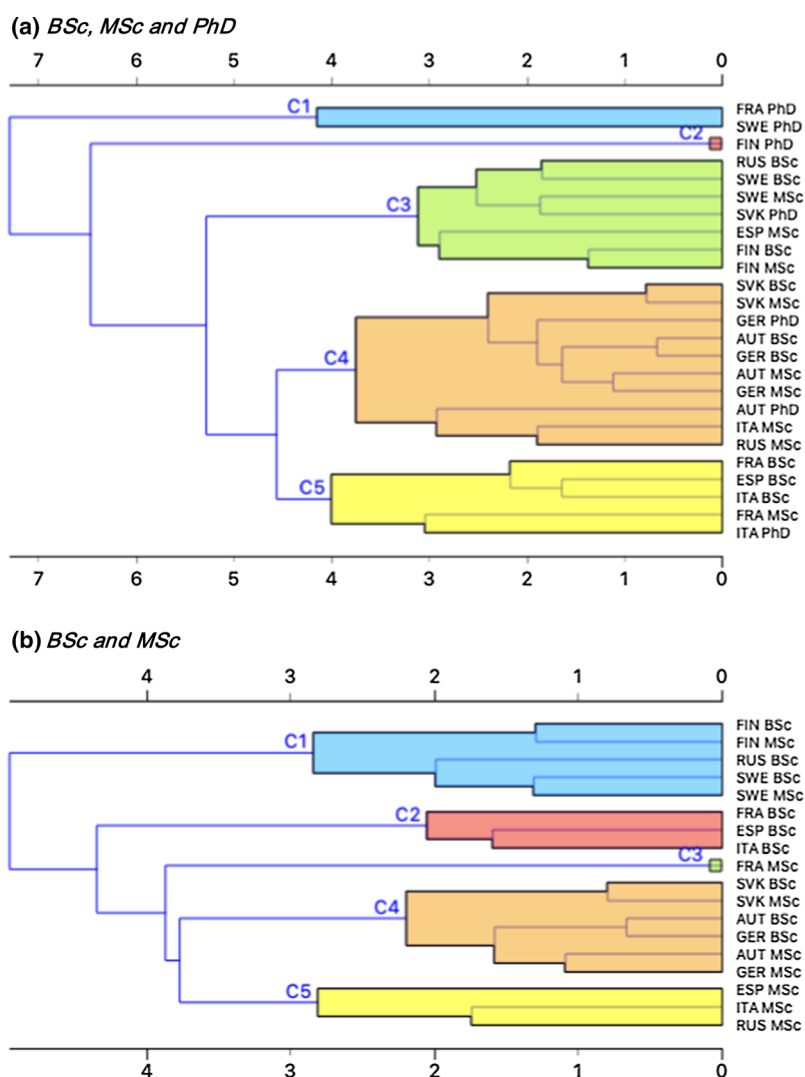 (a) BSc, MSc and PhD
7 6 5 4 3 2 1 0
C1
FRA PhD
SWE PhD
C2
FIN PhD
RUS BSc
SWE BSc
SWE MSc
C3
SVK PhD
ESP MSc
FIN BSc
FIN MSc
SVK BSc
SVK MSc
GER PhD
AUT BSc
C4
GER BSc
AUT MSc
GER MSc
AUT PhD
ITA MSc
RUS MSc
FRA BSc
ESP BSc
C5
ITA BSc
FRA MSc
ITA PhD
7 6 5 4 3 2 1 0
(b) BSc and MSc
4 3 2 1 0
FIN BSc
C1
FIN MSc
RUS BSc
SWE BSc
SWE MSc
C2
FRA BSc
ESP BSc
ITA BSc
C3
FRA MSc
SVK BSc
SVK MSc
C4
AUT BSc
GER BSc
AUT MSc
GER MSc
C5
ESP MSc
ITA MSc
RUS MSc
4 3 2 1 0